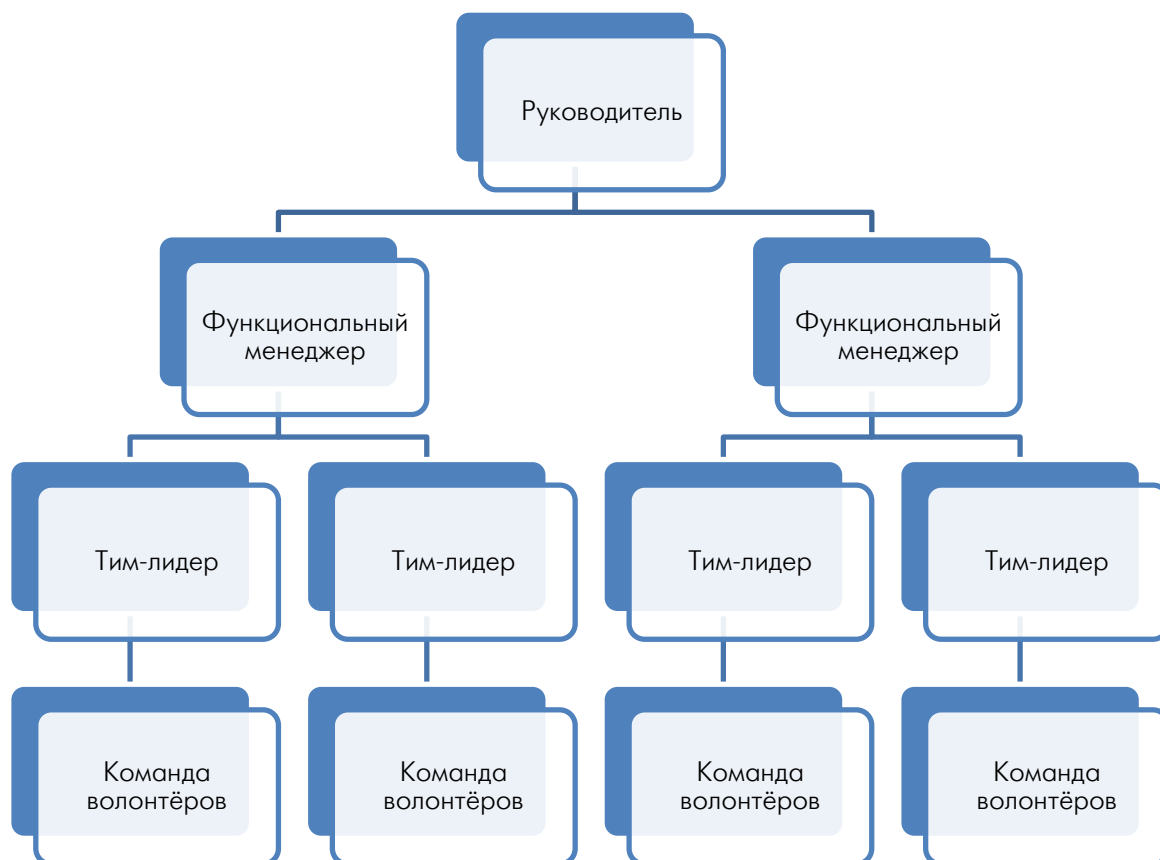 Руководитель
Функциональный
менеджер
Функциональный
менеджер
Тим-лидер
Тим-лидер
Тим-лидер
Тим-лидер
Команда
волонтёров
Команда
волонтёров
Команда
волонтёров
Команда
волонтёров